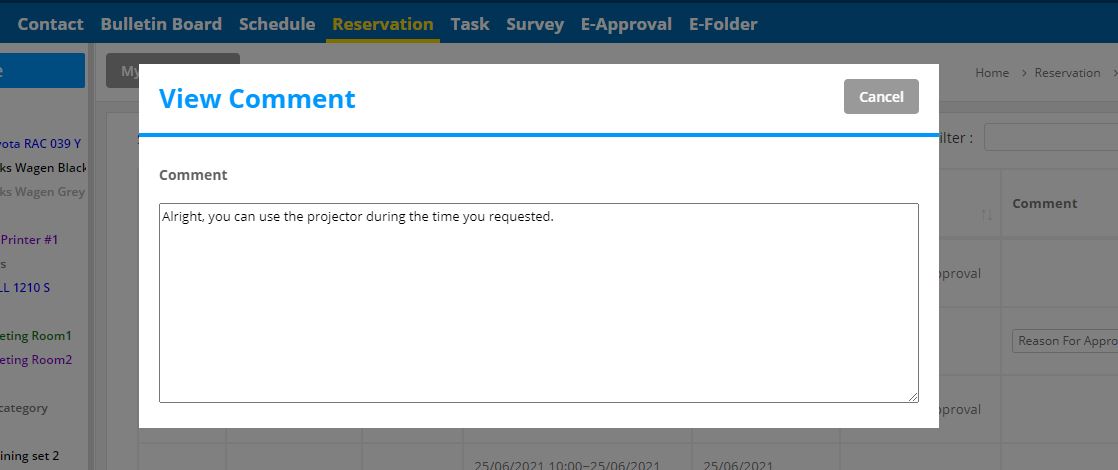 Contact Bulletin Board Schedule Reservation Task Survey E-Approval E-Folder
My
Home > Reservation >
View Comment
Cancel
ilter :
Comment
Alright, you can use the projector during the time you requested.
ota RAC 039 Y
ks Wagen Black
ks Wagen Grey
Printer #1
s
LL 1210 S
eting Room1
eting Room2
category
ining set 2
Comment
proval
Reason For Appro
proval
25/06/2021 10:00~25/06/2021
25/06/2021